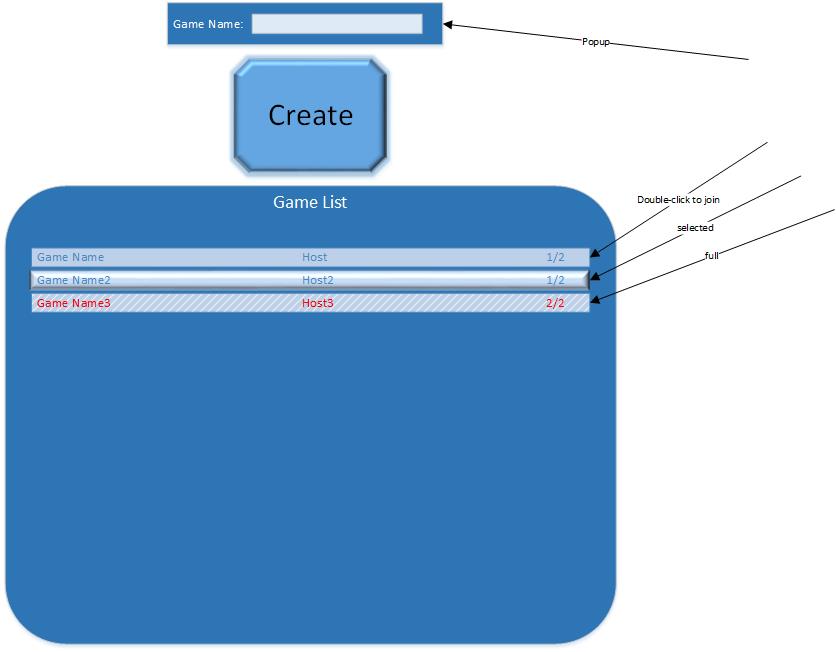 Game Name:
Popup
Create
Game List
Double-click to join
selected
full
Game Name Host 1/2
Game Name2 Host2 1/2
Game Name3 Host3 2/2